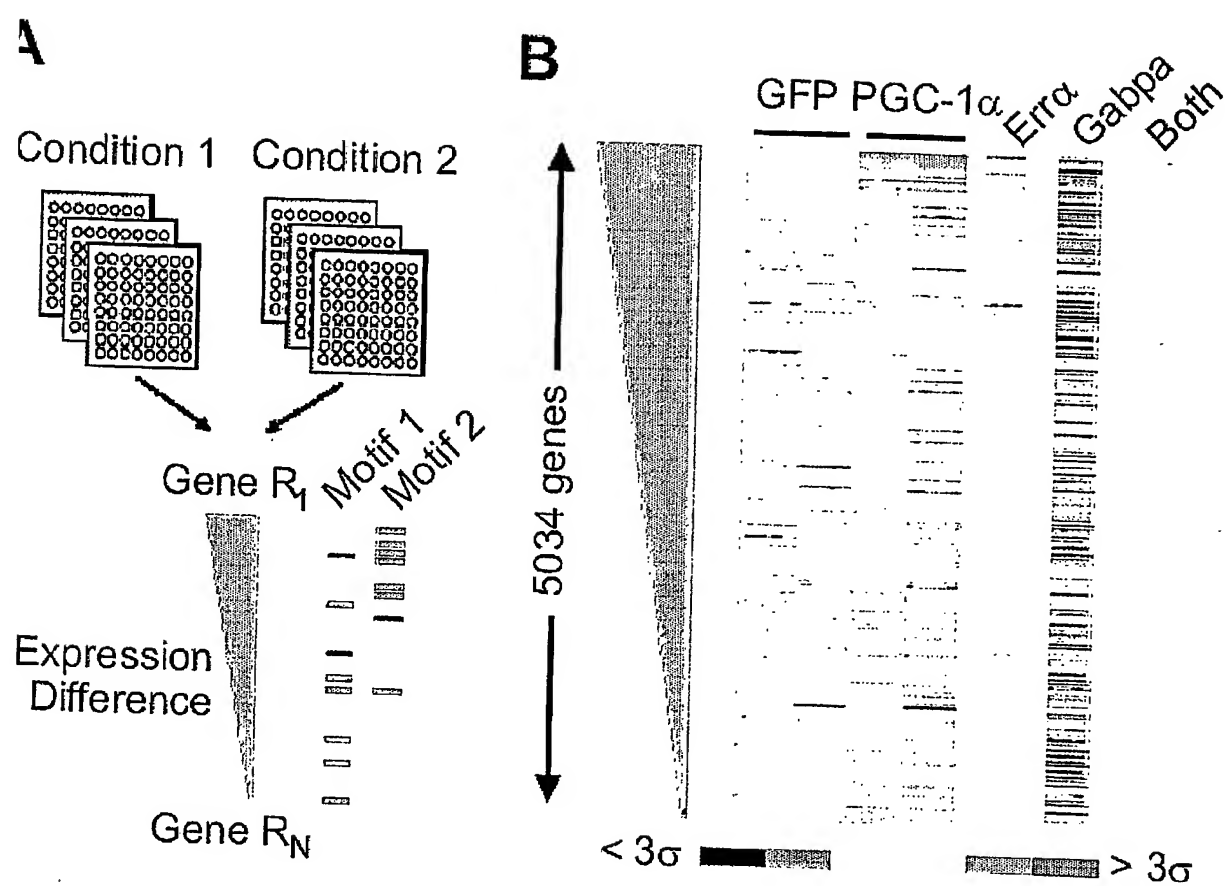 A
Condition 1 Condition 2
Gene R1
Motif 1
Motif 2
Expression
Difference
Gene RN
B
GFP PGC-1α
Errα
Gabpa
Both
5034 genes
< 3σ
> 3σ